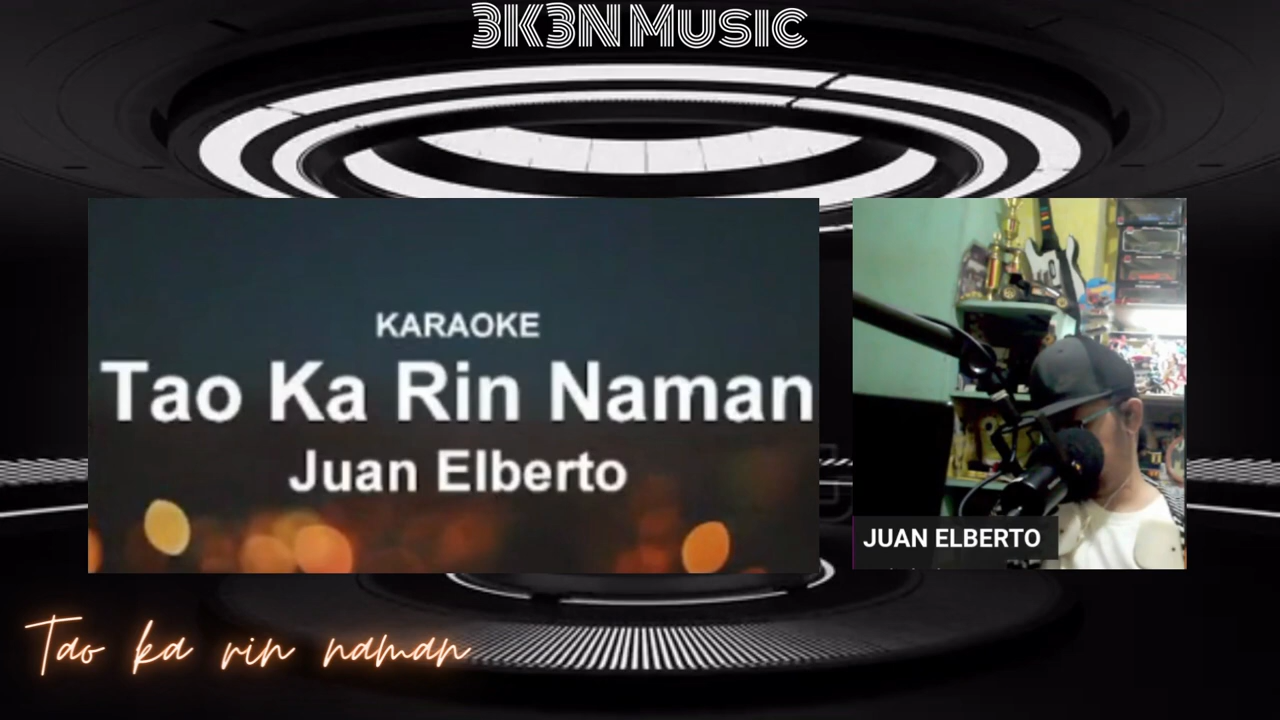 3K3N MUSIC
KARAOKE
Tao Ka Rin Naman
Juan Elberto
JUAN ELBERTO
Tao ka rin naman